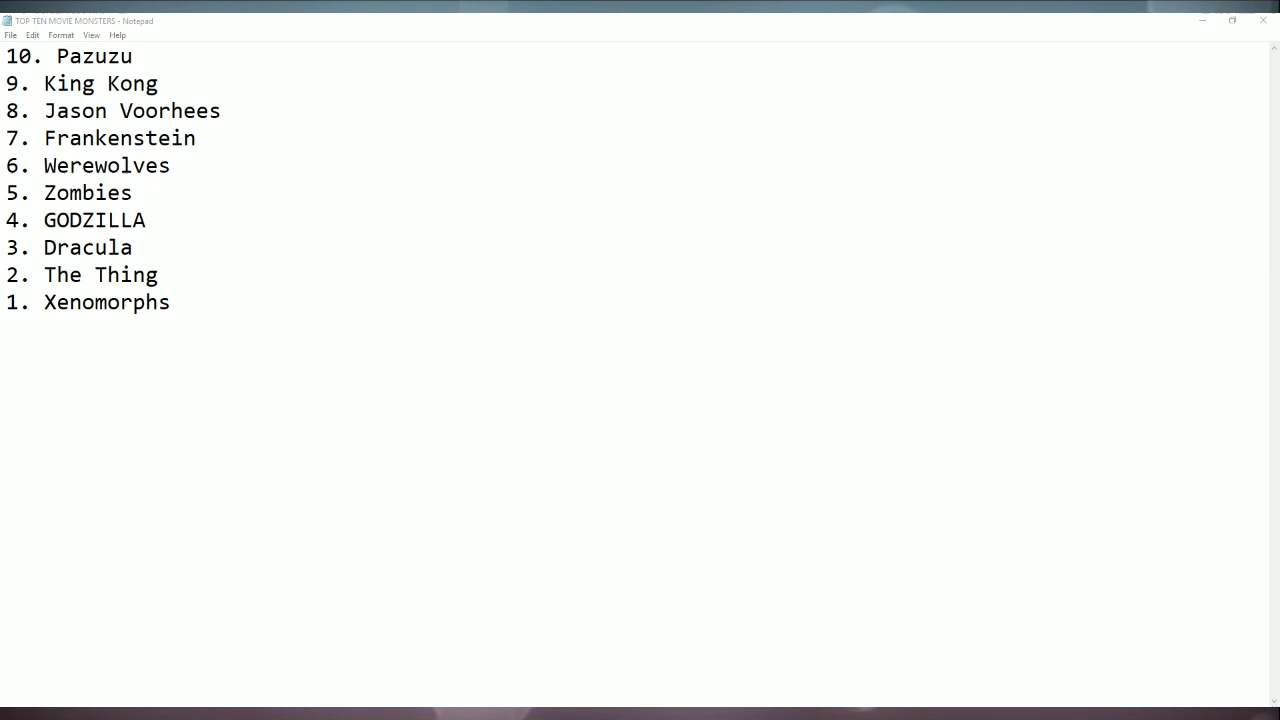 TOP TEN MOVIE MONSTERS - Notepad
File Edit Format View Help
10. Pazuzu
9. King Kong
8. Jason Voorhees
7. Frankenstein
6. Werewolves
5. Zombies
4. GODZILLA
3. Dracula
2. The Thing
1. Xenomorphs